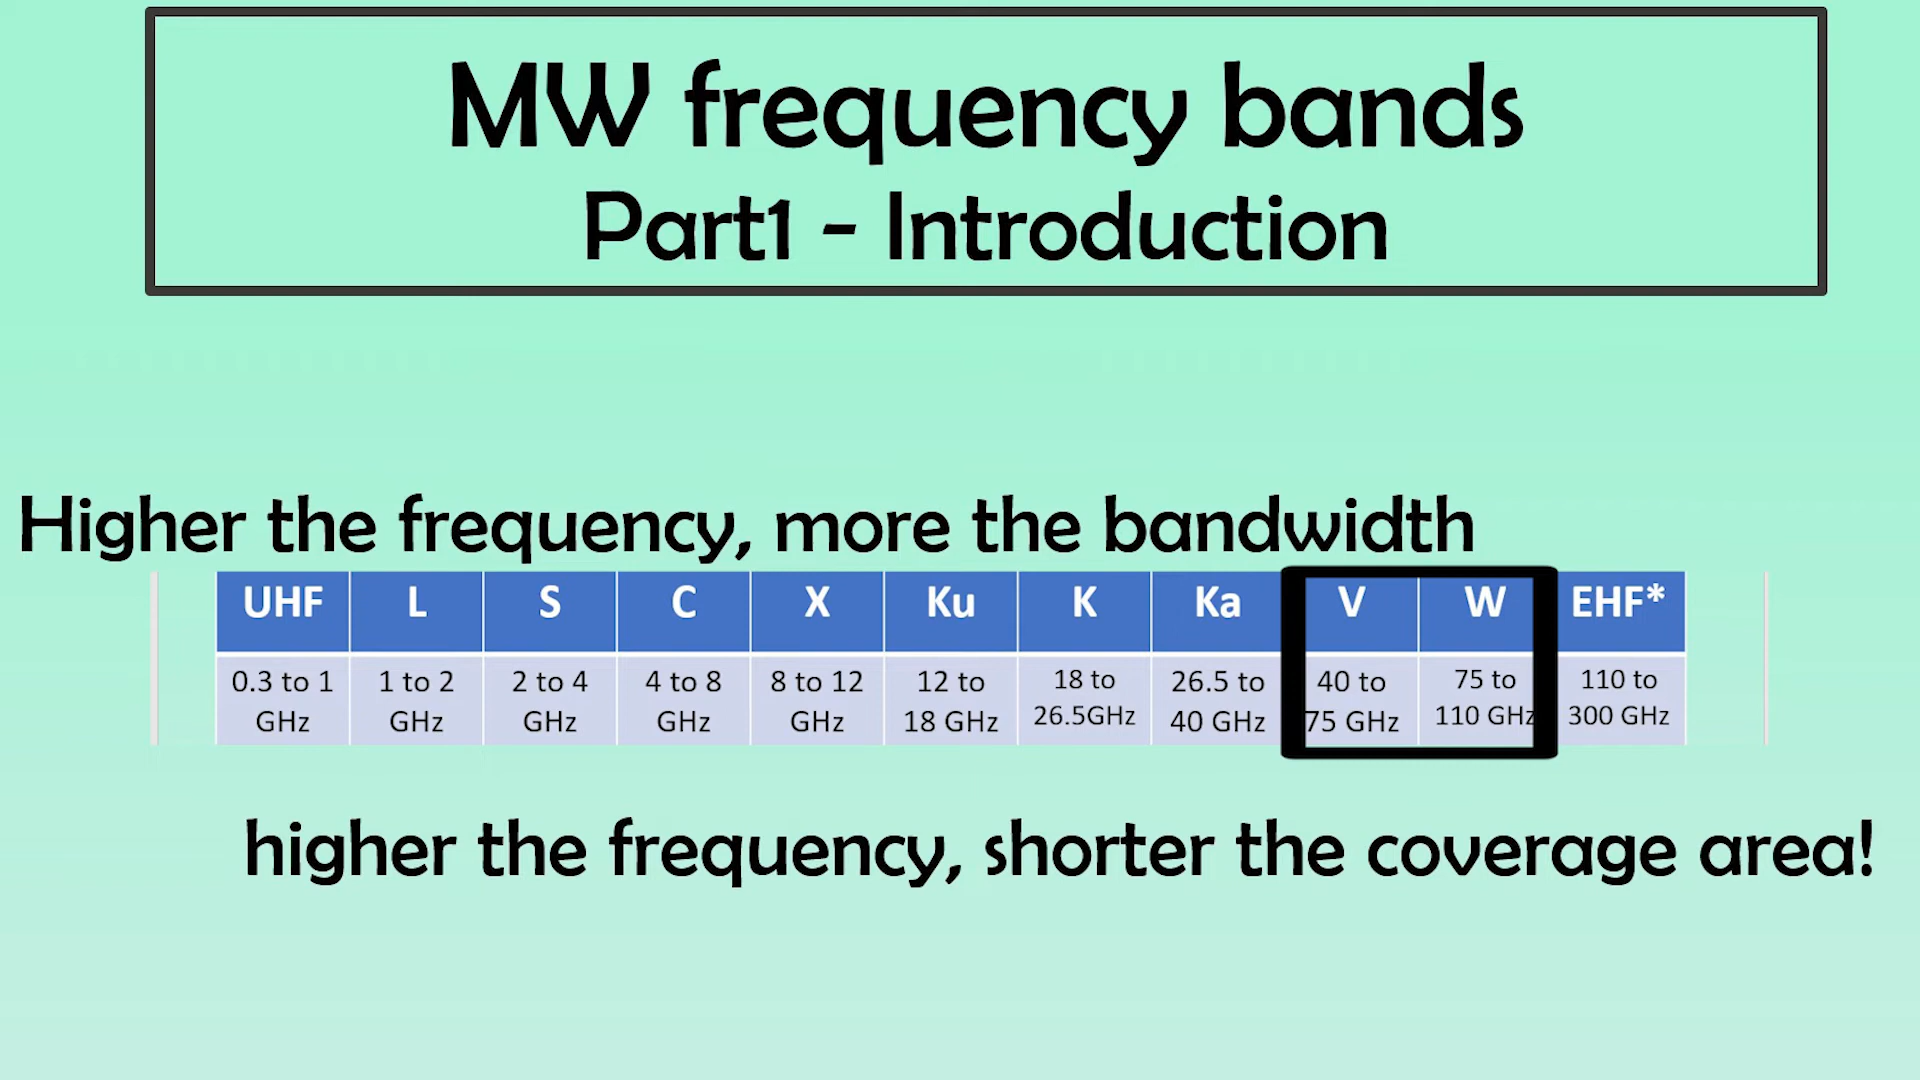 MW frequency bands
Part1 - Introduction
Higher the frequency, more the bandwidth
UHF L S C X Ku K Ka V W EHF*
0.3 to 1 GHz 1 to 2 GHz 2 to 4 GHz 4 to 8 GHz 8 to 12 GHz 12 to 18 GHz 18 to 26.5GHz 26.5 to 40 GHz 40 to 75 GHz 75 to 110 GHz 110 to 300 GHz
higher the frequency, shorter the coverage area!